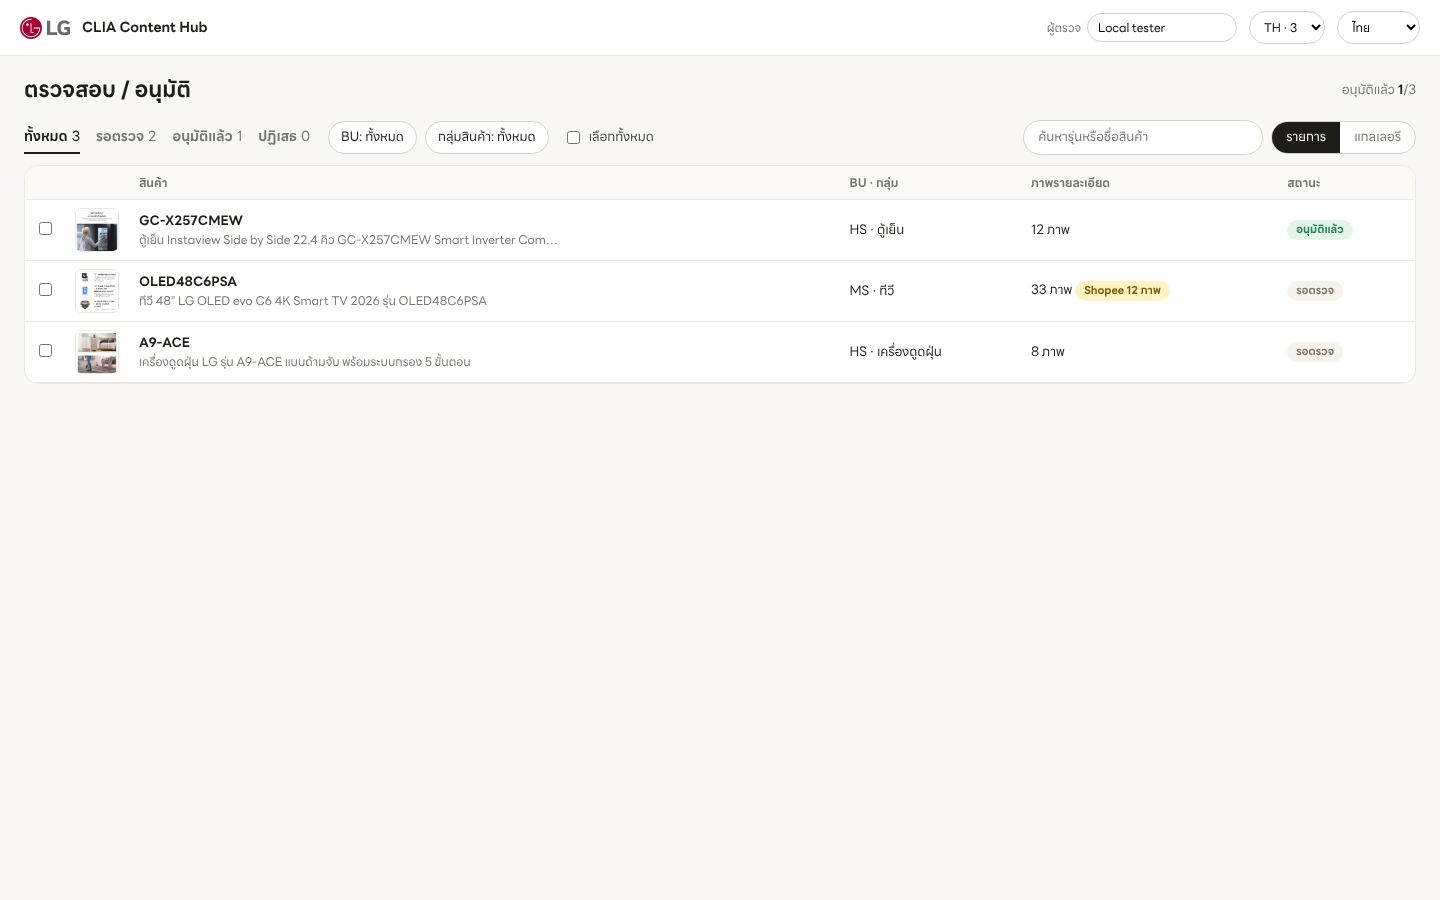 LG CLIA Content Hub
ผู้ตรวจ Local tester TH · 3 ไทย
ตรวจสอบ / อนุมัติ
อนุมัติแล้ว 1/3
ทั้งหมด 3 รอตรวจ 2 อนุมัติแล้ว 1 ปฏิเสธ 0 BU: ทั้งหมด กลุ่มสินค้า: ทั้งหมด เลือกทั้งหมด ค้นหารุ่นหรือชื่อสินค้า รายการ แกลเลอรี
สินค้า BU · กลุ่ม ภาพรายละเอียด สถานะ
GC-X257CMEW
ตู้เย็น Instaview Side by Side 22.4 คิว GC-X257CMEW Smart Inverter Com...
HS · ตู้เย็น 12 ภาพ อนุมัติแล้ว
OLED48C6PSA
ทีวี 48" LG OLED evo C6 4K Smart TV 2026 รุ่น OLED48C6PSA
MS · ทีวี 33 ภาพ Shopee 12 ภาพ รอตรวจ
A9-ACE
เครื่องดูดฝุ่น LG รุ่น A9-ACE แบบด้ามจับ พร้อมระบบกรอง 5 ขั้นตอน
HS · เครื่องดูดฝุ่น 8 ภาพ รอตรวจ